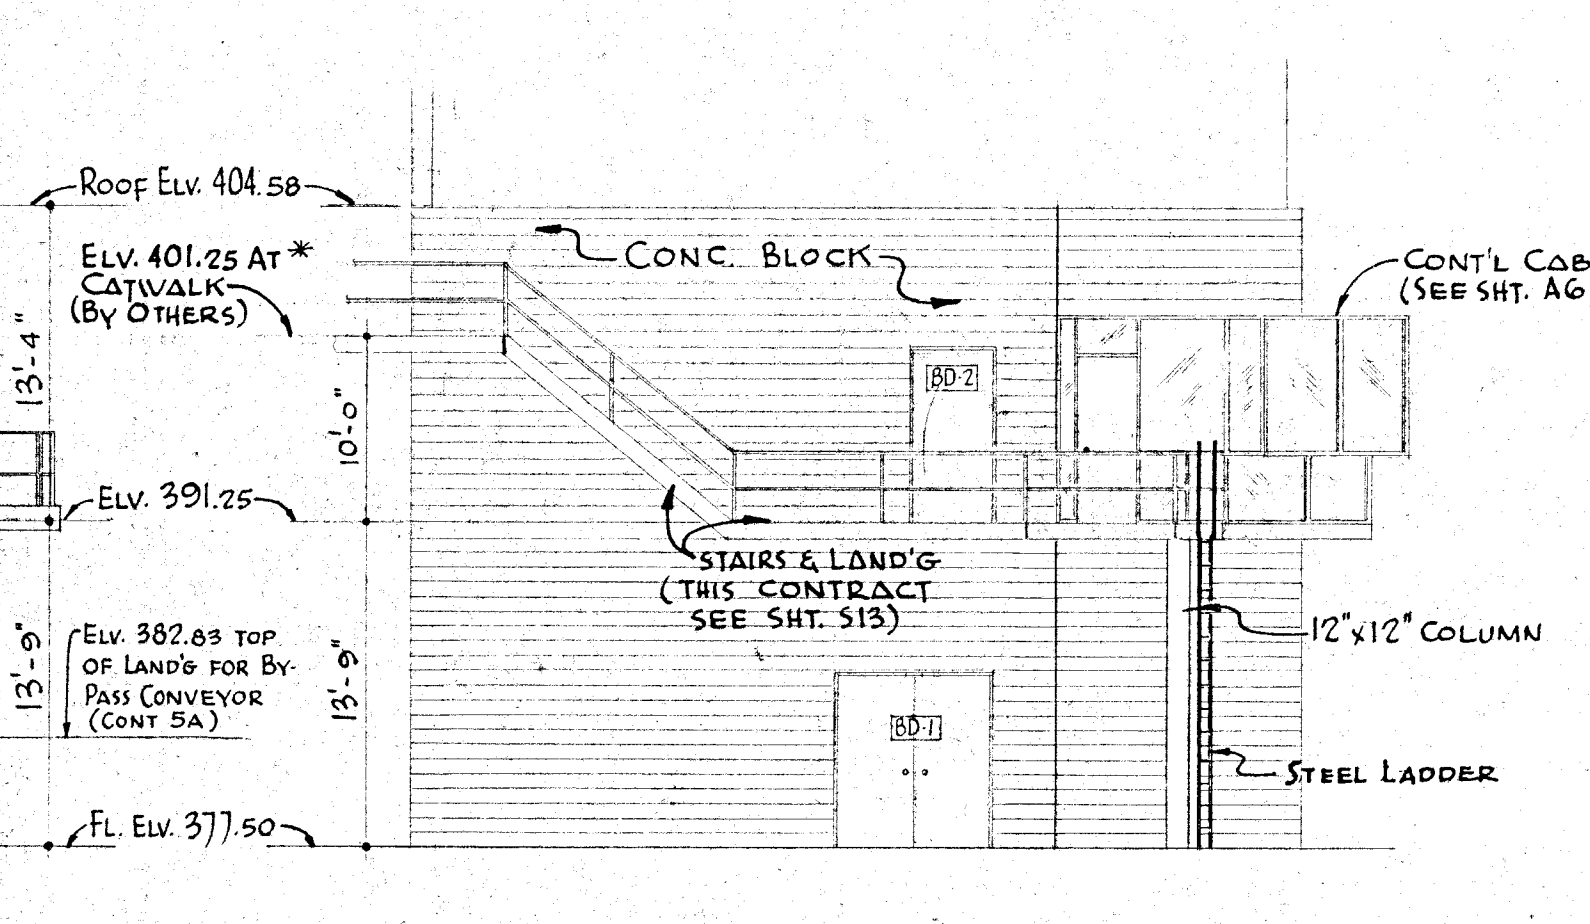 ROOF ELV. 404.58
ELV. 401.25 AT *
CATWALK
(BY OTHERS)
13'-4"
10'-0"
CONC. BLOCK
CONT'L CAB
(SEE SHT. A6
BD-2
ELV. 391.25
STAIRS & LAND'G
(THIS CONTRACT
SEE SHT. S13)
13'-9"
ELV. 382.83 TOP
OF LAND'G FOR BY-
PASS CONVEYOR
(CONT 5A)
13'-9"
12"x12" COLUMN
BD-1
STEEL LADDER
FL. ELV. 377.50